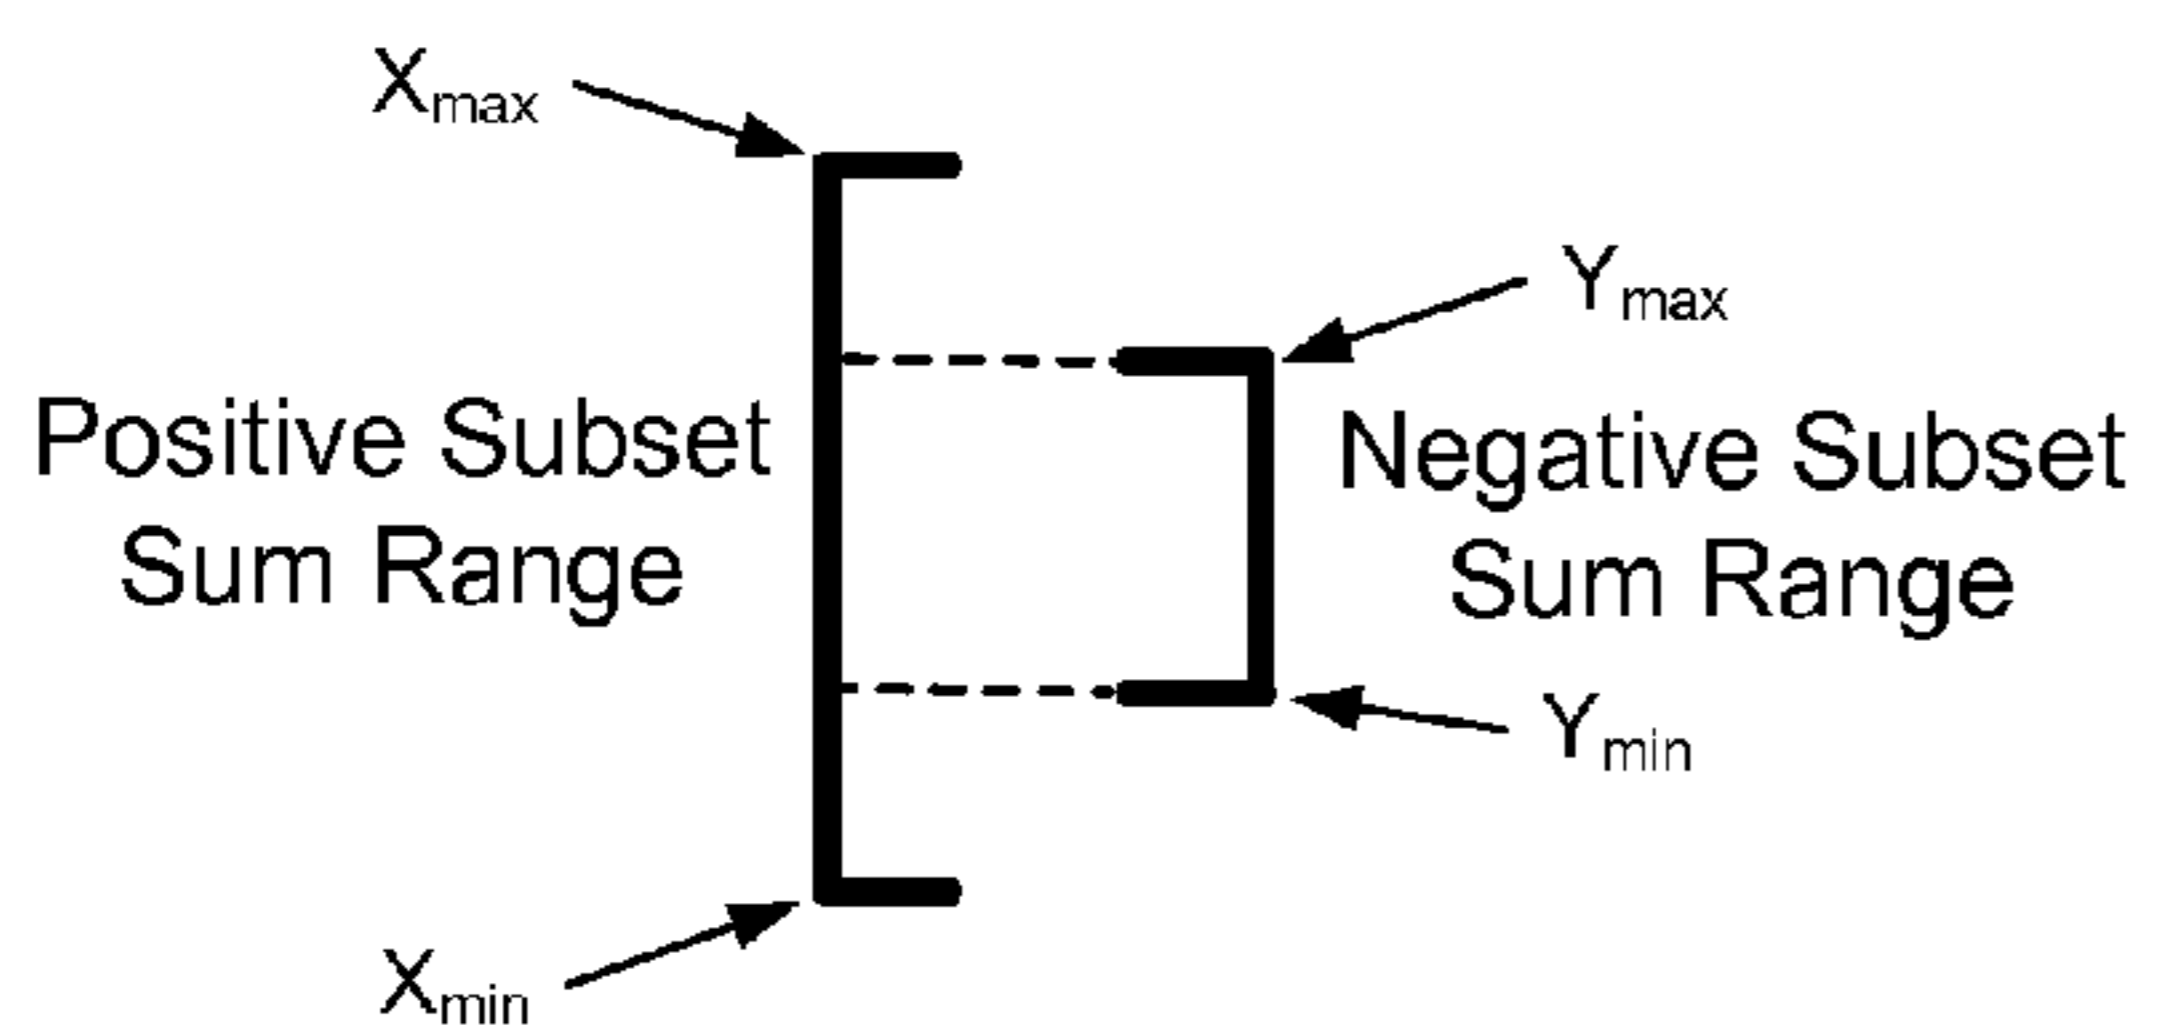 Xmax
Ymax
Positive Subset
Sum Range
Negative Subset
Sum Range
Ymin
Xmin